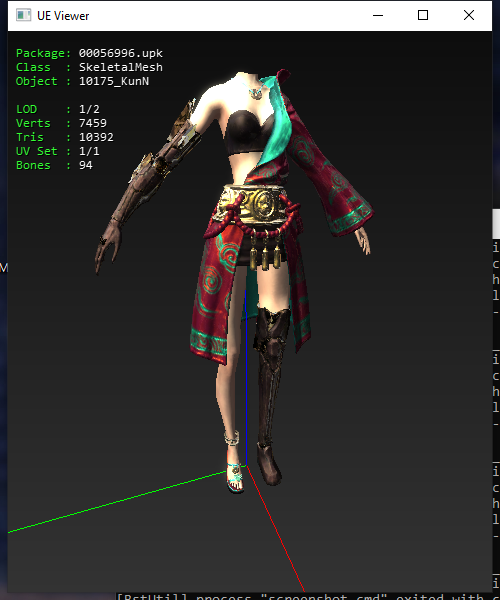 UE Viewer
Package: 00056996.upk
Class : SkeletalMesh
Object : 10175_KunN
LOD : 1/2
Verts : 7459
Tris : 10392
UV Set : 1/1
Bones : 94
M
i
c
h
l
-
i
c
h
l
-
i
c
h
l
-
i
[BstUtil] process "screenshot.cmd" exited with c